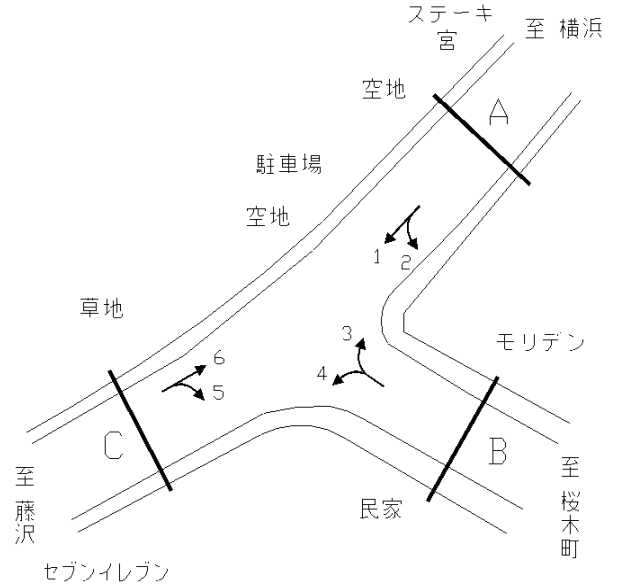 ステーキ
宮
至 横浜
空地
A
駐車場
空地
1
2
草地
3
モリデン
6
4
5
C
B
至 藤沢
至 桜木町
民家
セブンイレブン